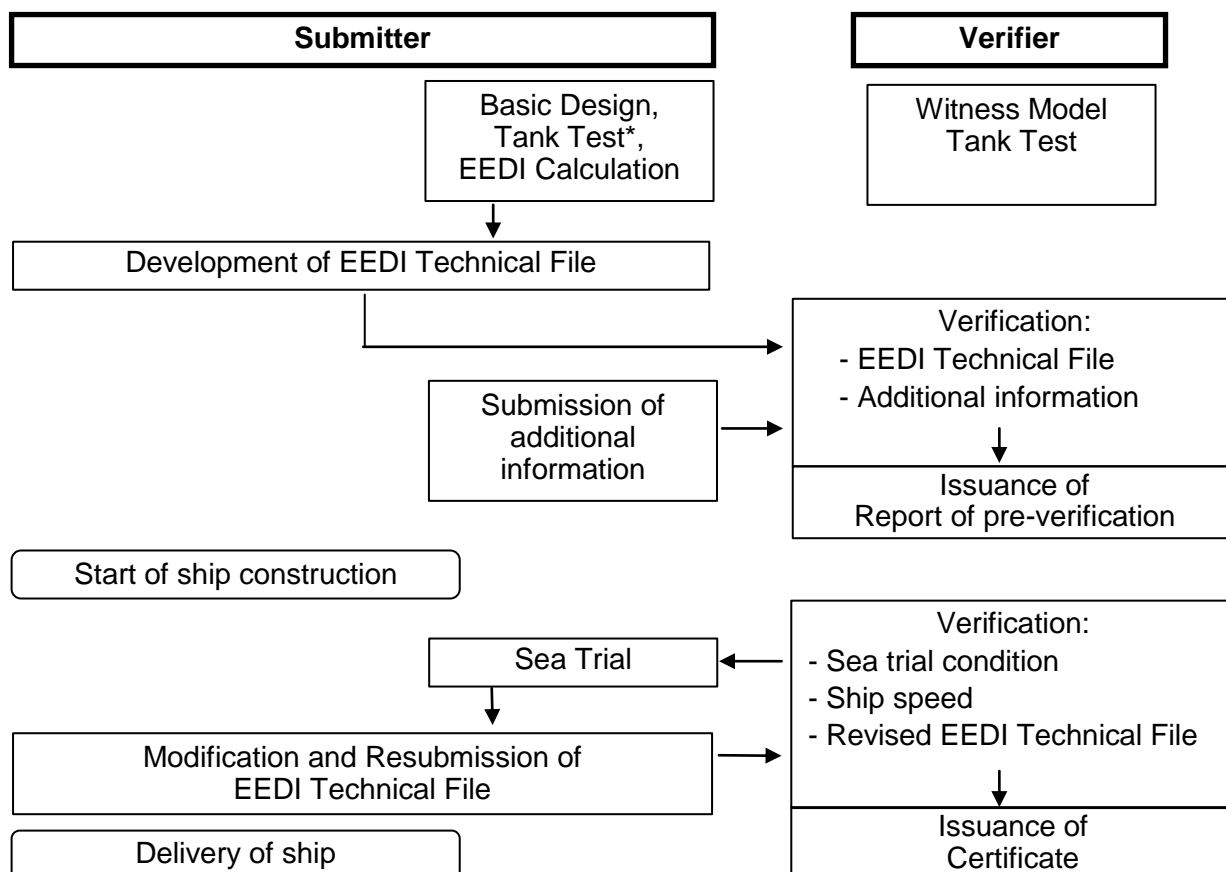 Submitter
Verifier
Basic Design,
Tank Test*,
EEDI Calculation
Witness Model
Tank Test
Development of EEDI Technical File
Verification:
- EEDI Technical File
- Additional information
Submission of
additional
information
Issuance of
Report of pre-verification
Start of ship construction
Verification:
- Sea trial condition
- Ship speed
- Revised EEDI Technical File
Sea Trial
Modification and Resubmission of
EEDI Technical File
Issuance of
Certificate
Delivery of ship